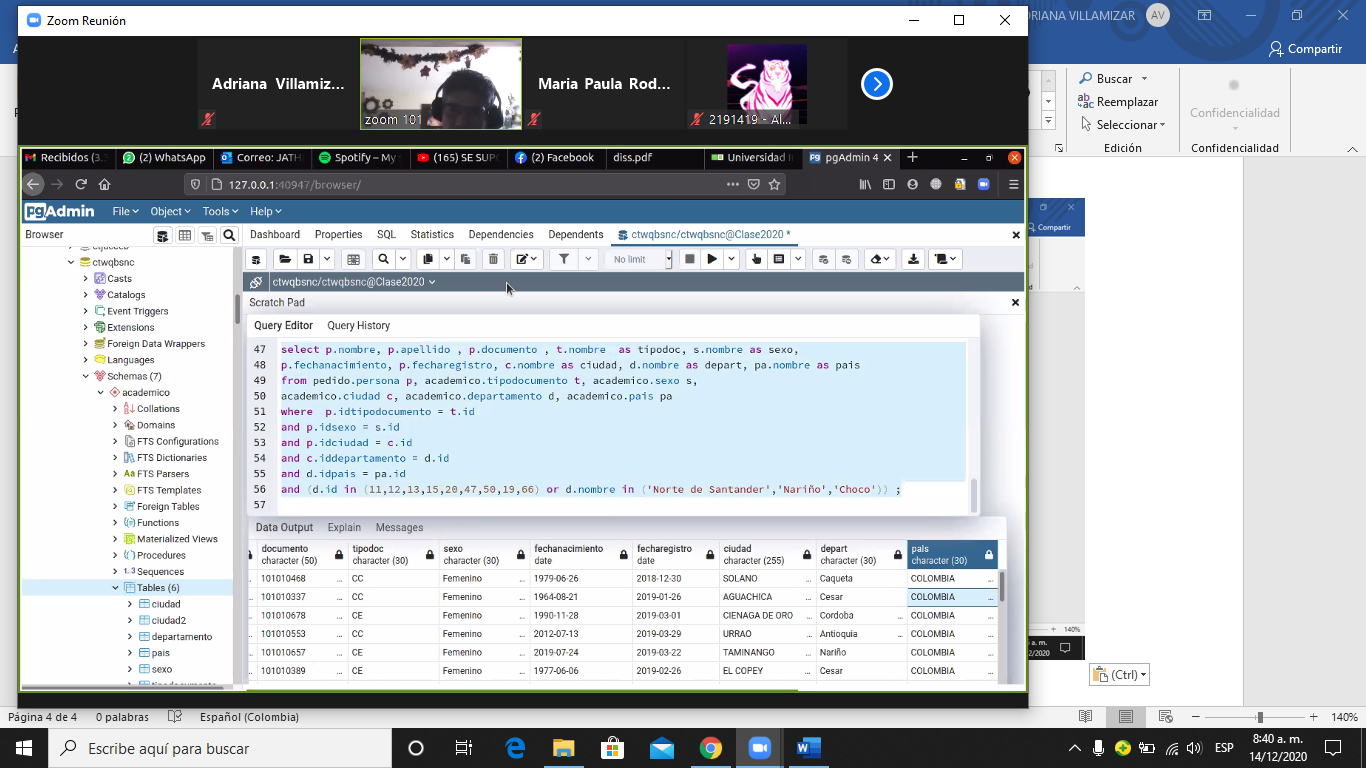 Zoom Reunión
DRIANA VILLAMIZAR AV
Compartir
Adriana Villamiz...
zoom 101
Maria Paula Rod...
2191419 - Al...
Buscar
Reemplazar
Seleccionar
Edición
Confidencialidad
Confidencialidad
Recibidos (3.
(2) WhatsApp
Correo: JATH
Spotify – My
(165) SE SUP
(2) Facebook
diss.pdf
Universidad I
pgAdmin 4
127.0.0.1:40947/browser/
pgAdmin File Object Tools Help
Browser
Dashboard Properties SQL Statistics Dependencies Dependents ctwqbsnc/ctwqbsnc@Clase2020 *
No limit
ctwqbsnc/ctwqbsnc@Clase2020
Scratch Pad
Query Editor Query History
ctwqbsnc
Casts
Catalogs
Event Triggers
Extensions
Foreign Data Wrappers
Languages
Schemas (7)
academico
Collations
Domains
FTS Configurations
FTS Dictionaries
Aa FTS Parsers
FTS Templates
Foreign Tables
Functions
Materialized Views
Procedures
1..3 Sequences
Tables (6)
ciudad
ciudad2
departamento
pais
sexo
47 select p.nombre, p.apellido , p.documento , t.nombre as tipodoc, s.nombre as sexo,
48 p.fechanacimiento, p.fecharegistro, c.nombre as ciudad, d.nombre as depart, pa.nombre as pais
49 from pedido.persona p, academico.tipodocumento t, academico.sexo s,
50 academico.ciudad c, academico.departamento d, academico.pais pa
51 where p.idtipodocumento = t.id
52 and p.idsexo = s.id
53 and p.idciudad = c.id
54 and c.iddepartamento = d.id
55 and d.idpais = pa.id
56 and (d.id in (11,12,13,15,20,47,50,19,66) or d.nombre in ('Norte de Santander','Nariño','Choco')) ;
57
Data Output Explain Messages
documento tipodoc sexo fechanacimiento fecharegistro ciudad depart pais
character (50) character (30) character (30) date date character (255) character (30) character (30)
101010468 ... CC ... Femenino ... 1979-06-26 2018-12-30 SOLANO ... Caqueta ... COLOMBIA ...
101010337 ... CC ... Femenino ... 1964-08-21 2019-01-26 AGUACHICA ... Cesar ... COLOMBIA ...
101010678 ... CE ... Femenino ... 1990-11-28 2019-03-01 CIENAGA DE ORO ... Cordoba ... COLOMBIA ...
101010553 ... CC ... Femenino ... 2012-07-13 2019-03-29 URRAO ... Antioquia ... COLOMBIA ...
101010657 ... CE ... Femenino ... 2019-07-24 2019-03-22 TAMINANGO ... Nariño ... COLOMBIA ...
101010389 ... CE ... Femenino ... 1977-06-06 2019-02-26 EL COPEY ... Cesar ... COLOMBIA ...
Compartir
140%
(Ctrl)
Página 4 de 4 0 palabras Español (Colombia) 140%
Escribe aquí para buscar
ESP
8:40 a. m.
14/12/2020